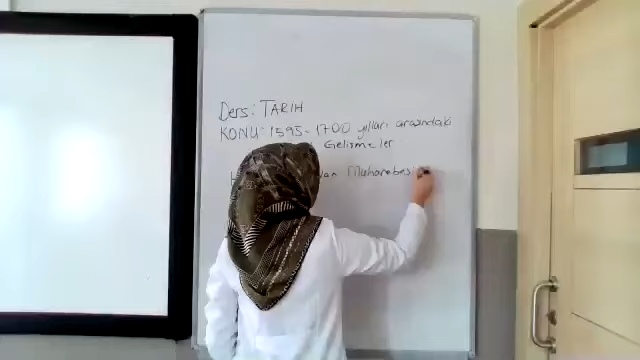 Ders: TARİH
KONU: 1595-1700 yılları arasındaki
Gelişmeler
Muharebesi